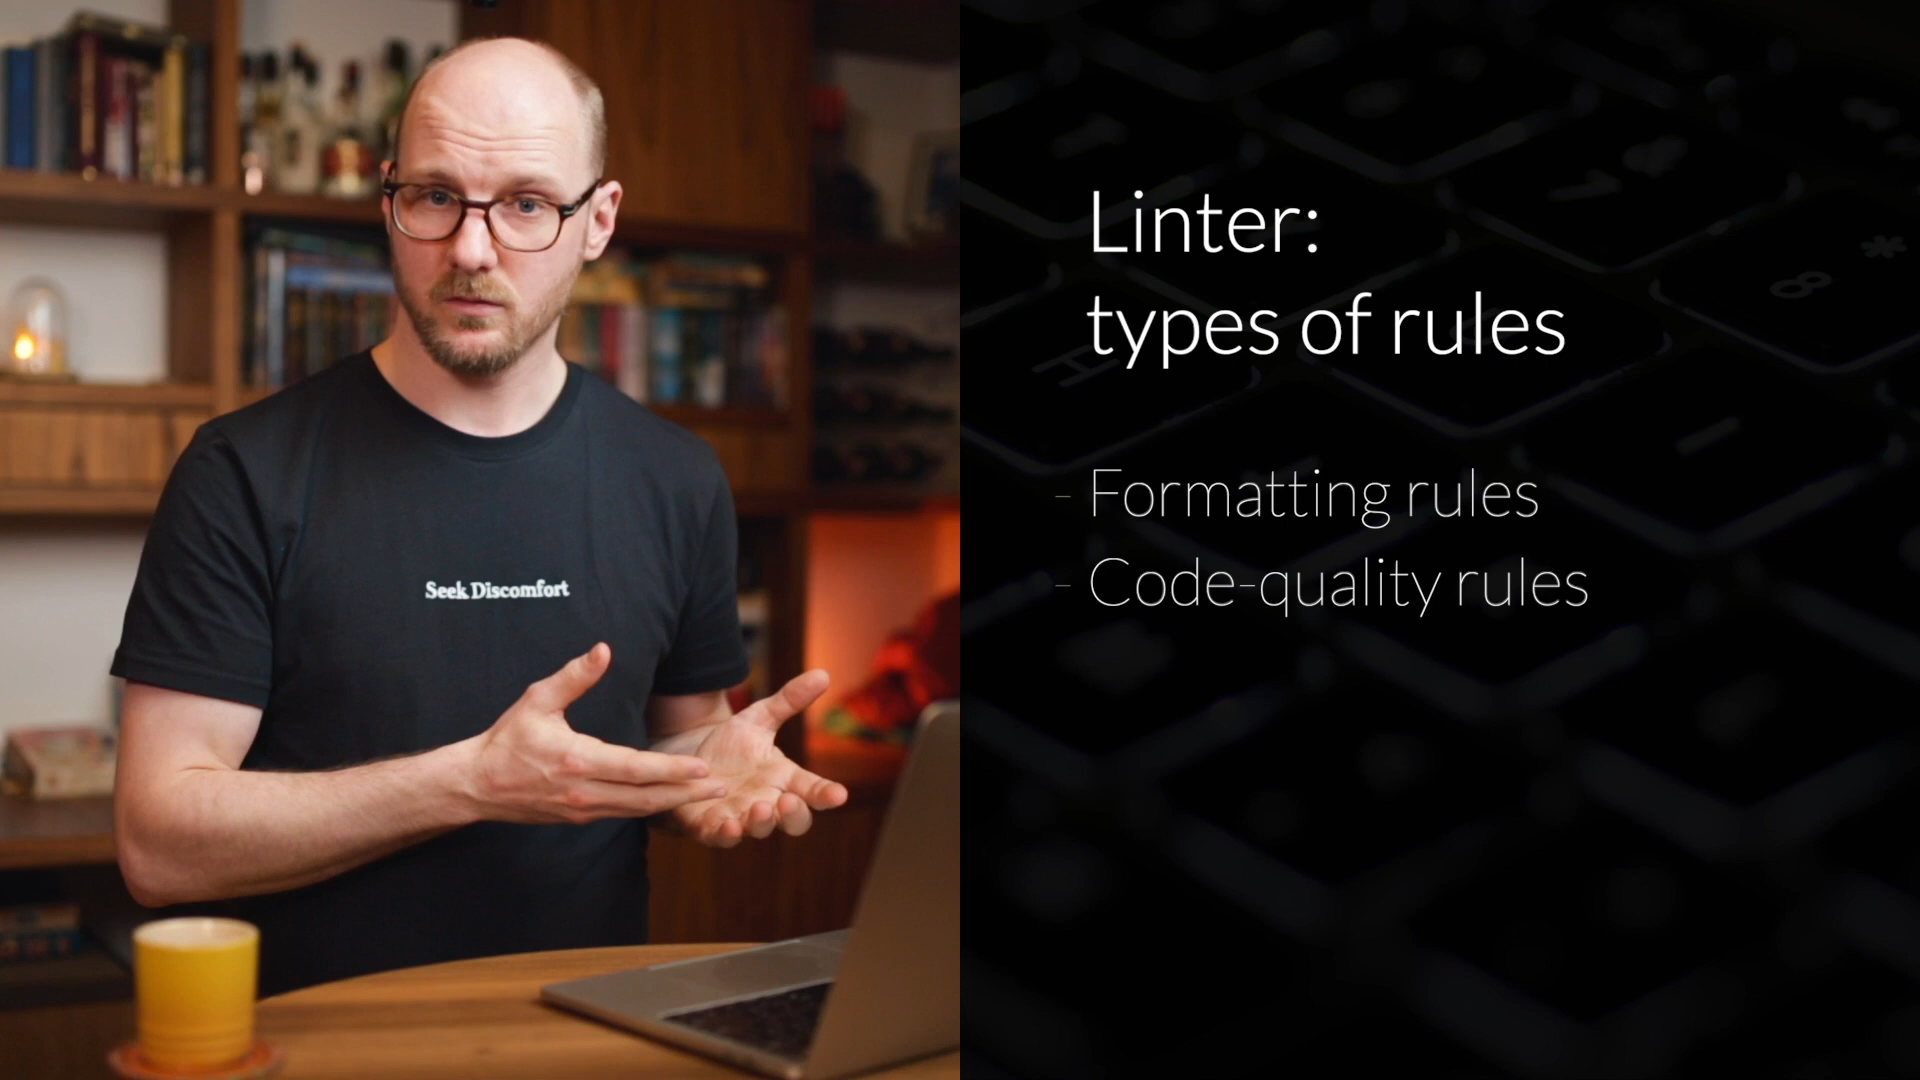 Seek Discomfort
Linter:
types of rules
- Formatting rules
- Code-quality rules